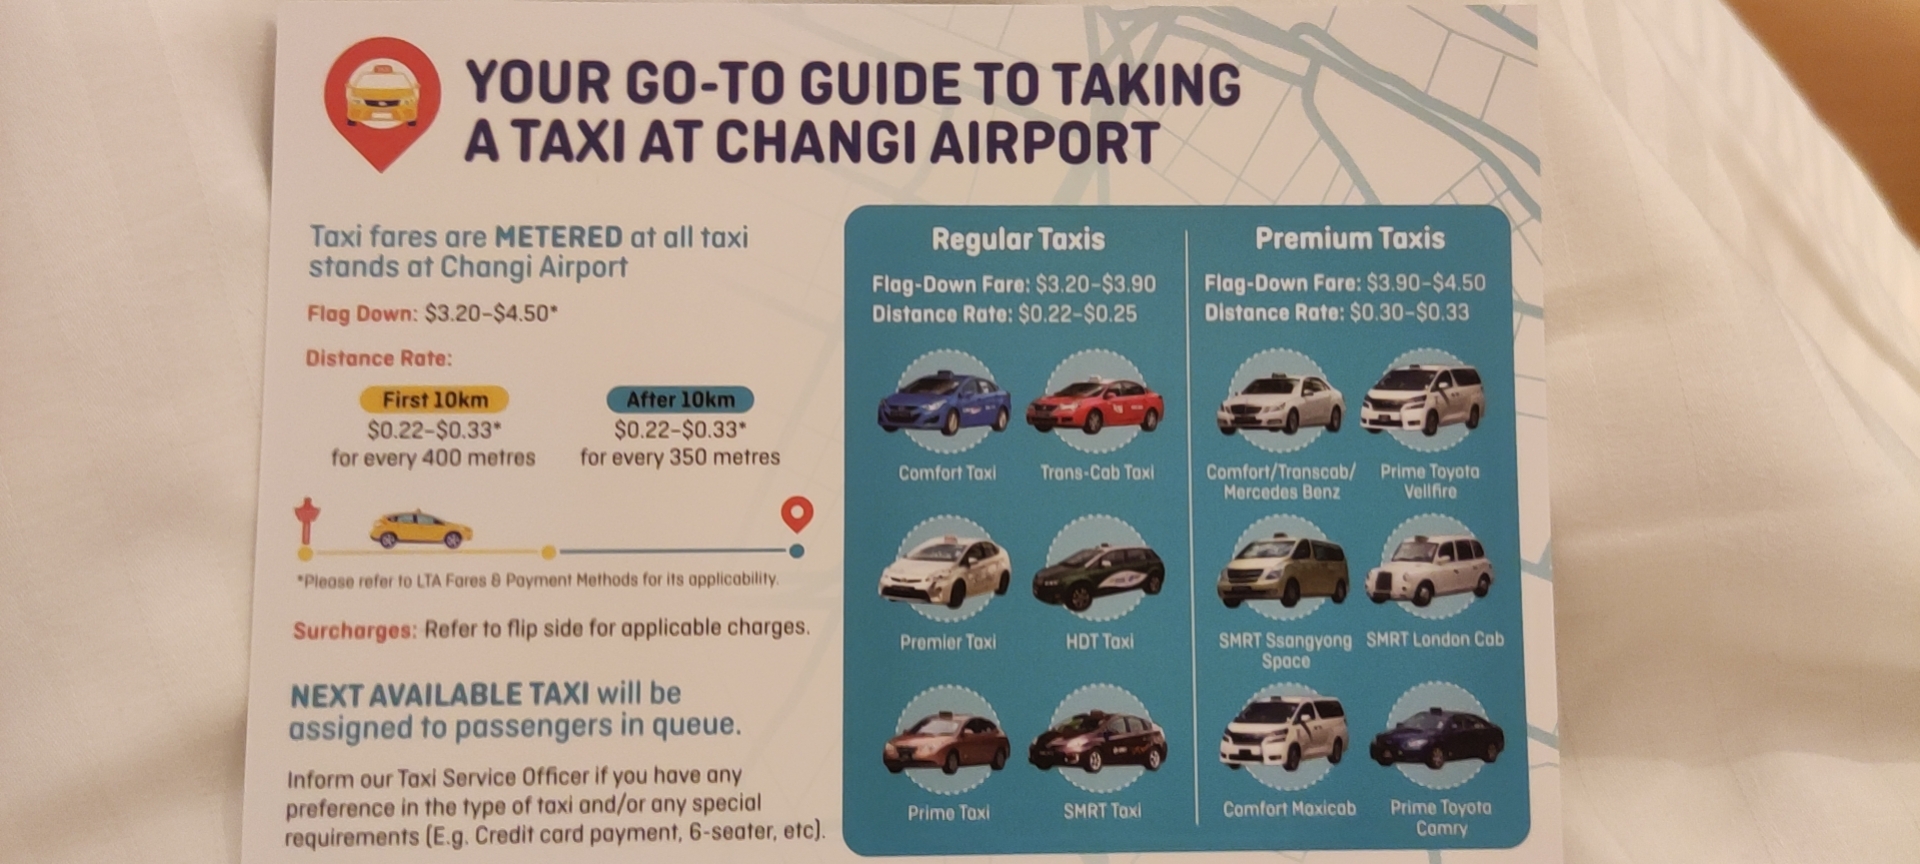 YOUR GO-TO GUIDE TO TAKING
A TAXI AT CHANGI AIRPORT
Taxi fares are METERED at all taxi
stands at Changi Airport
Flag Down: $3.20–$4.50*
Distance Rate:
First 10km
$0.22–$0.33*
for every 400 metres
After 10km
$0.22–$0.33*
for every 350 metres
*Please refer to LTA Fares & Payment Methods for its applicability.
Surcharges: Refer to flip side for applicable charges.
NEXT AVAILABLE TAXI will be
assigned to passengers in queue.
Inform our Taxi Service Officer if you have any
preference in the type of taxi and/or any special
requirements (E.g. Credit card payment, 6-seater, etc).
Regular Taxis
Flag-Down Fare: $3.20–$3.90
Distance Rate: $0.22–$0.25
Comfort Taxi
Trans-Cab Taxi
Premier Taxi
HDT Taxi
Prime Taxi
SMRT Taxi
Premium Taxis
Flag-Down Fare: $3.90–$4.50
Distance Rate: $0.30–$0.33
Comfort/Transcab/
Mercedes Benz
Prime Toyota
Vellfire
SMRT Ssangyong
Space
SMRT London Cab
Comfort Maxicab
Prime Toyota
Camry